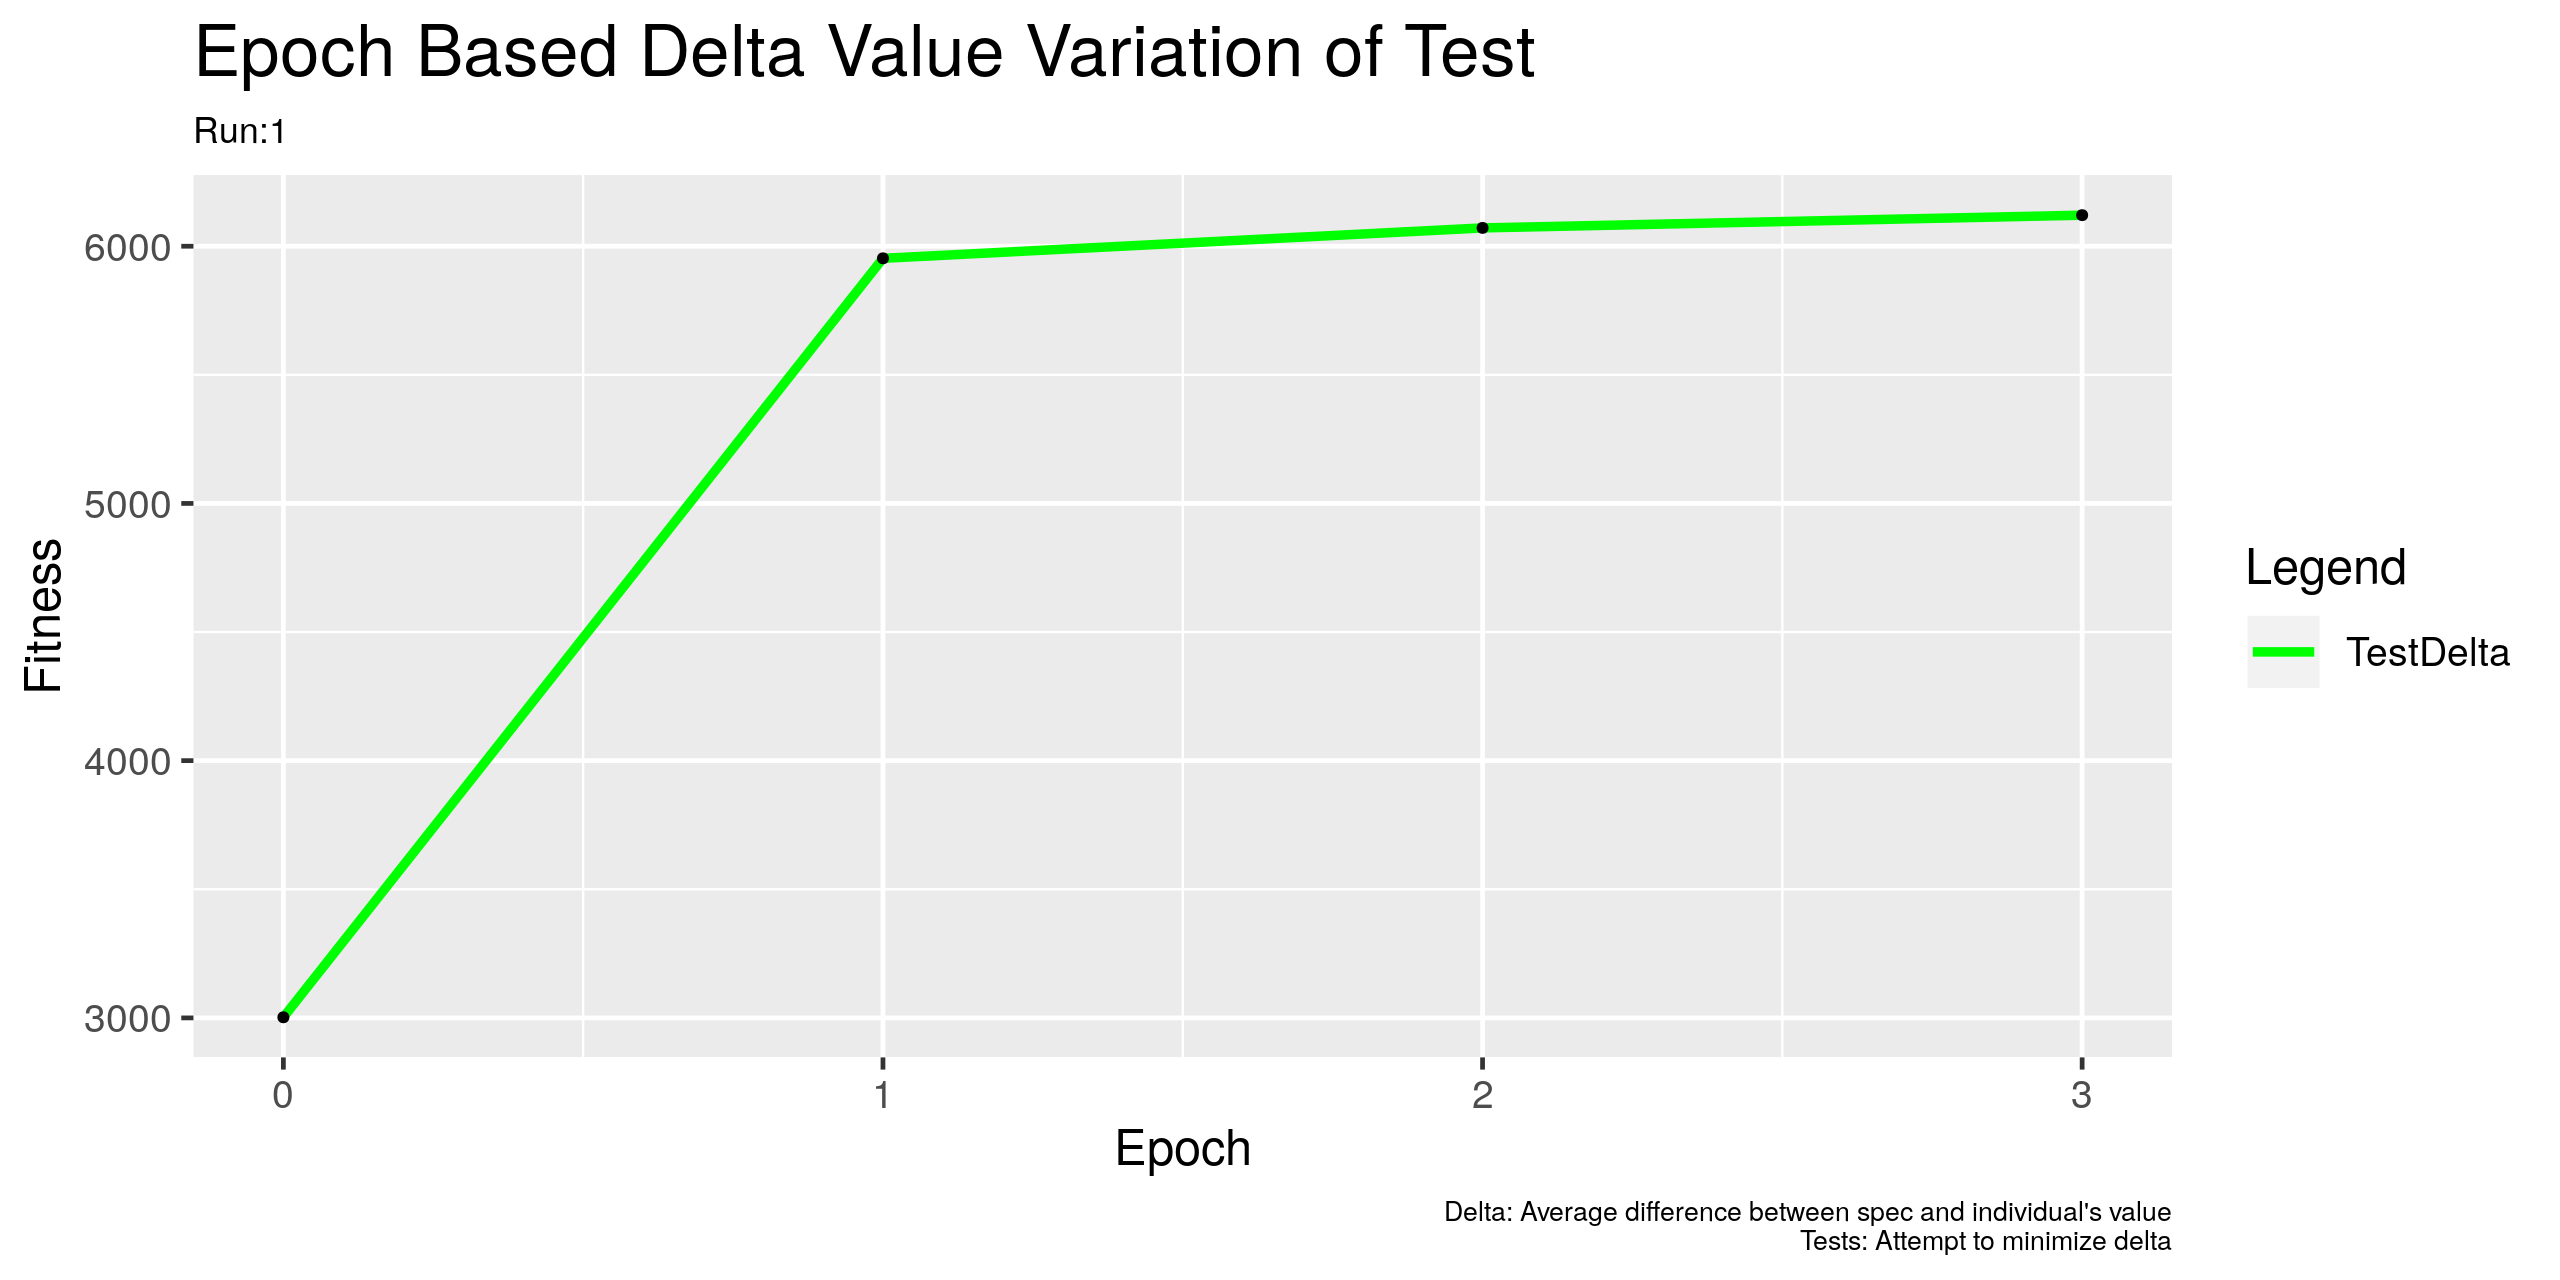 Epoch Based Delta Value Variation of Test
Run:1
6000
5000
4000
3000
Fitness
0
1
2
3
Epoch
Legend
TestDelta
Delta: Average difference between spec and individual's value
Tests: Attempt to minimize delta